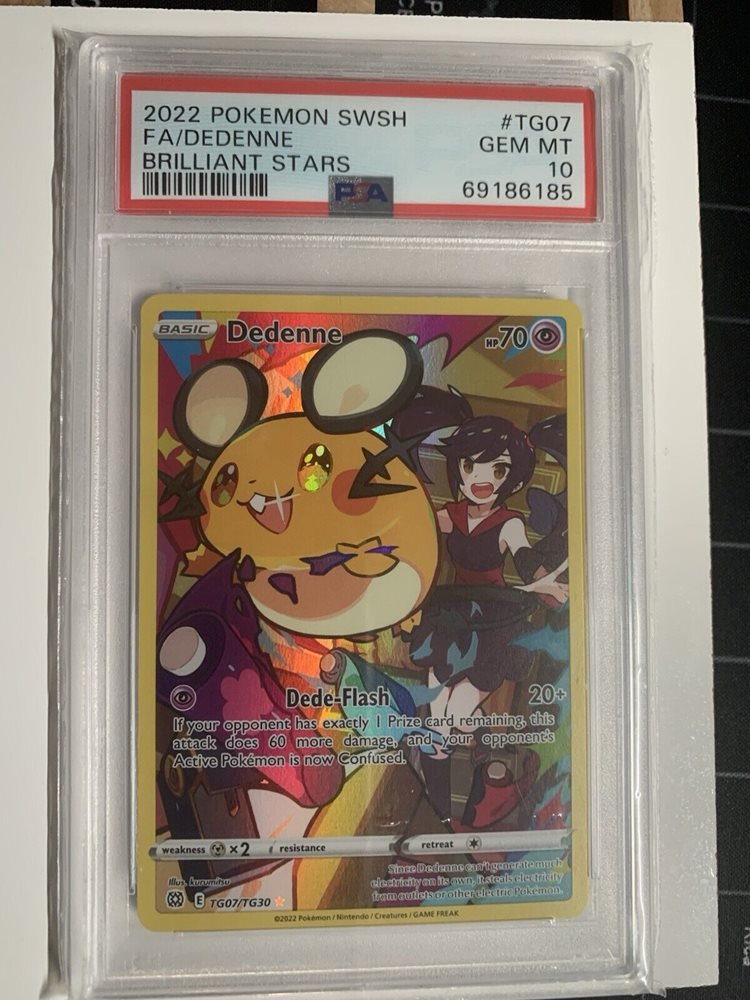 2022 POKEMON SWSH #TG07
FA/DEDENNE GEM MT
BRILLIANT STARS 10
PSA 69186185
BASIC Dedenne HP70
Dede-Flash 20+
If your opponent has exactly 1 Prize card remaining, this
attack does 60 more damage, and your opponent's
Active Pokémon is now Confused.
weakness ×2 resistance retreat
Since Dedenne can't generate much
electricity on its own, it steals electricity
from outlets or other electric Pokémon.
Illus. kurumitsu
E TG07/TG30
©2022 Pokémon / Nintendo / Creatures / GAME FREAK